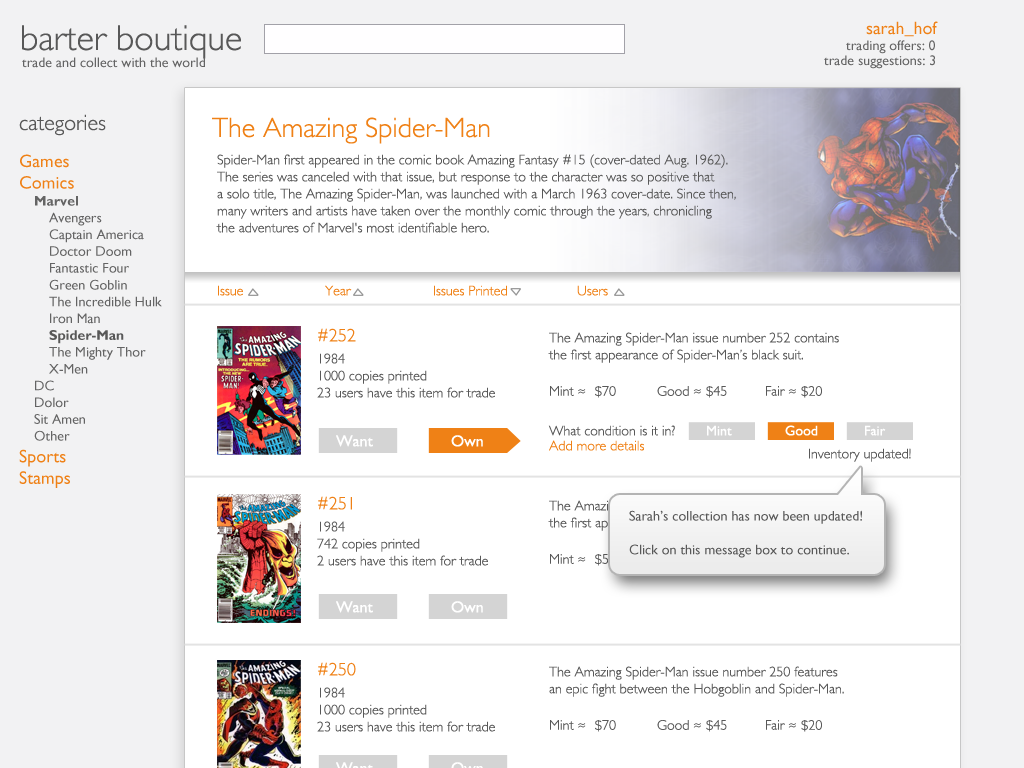 barter boutique
trade and collect with the world
sarah_hof
trading offers: 0
trade suggestions: 3
categories
Games
Comics
Marvel
Avengers
Captain America
Doctor Doom
Fantastic Four
Green Goblin
The Incredible Hulk
Iron Man
Spider-Man
The Mighty Thor
X-Men
DC
Dolor
Sit Amen
Other
Sports
Stamps
The Amazing Spider-Man
Spider-Man first appeared in the comic book Amazing Fantasy #15 (cover-dated Aug. 1962).
The series was canceled with that issue, but response to the character was so positive that
a solo title, The Amazing Spider-Man, was launched with a March 1963 cover-date. Since then,
many writers and artists have taken over the monthly comic through the years, chronicling
the adventures of Marvel's most identifiable hero.
Issue Year Issues Printed Users
THE AMAZING
SPIDER-MAN
THE RUMORS
ARE TRUE.
INTRODUCING...
THE NEW
SPIDER-
MAN!
#252
1984
1000 copies printed
23 users have this item for trade
Want Own
The Amazing Spider-Man issue number 252 contains
the first appearance of Spider-Man's black suit.
Mint ≈ $70 Good ≈ $45 Fair ≈ $20
What condition is it in? Mint Good Fair
Add more details
Inventory updated!
Sarah's collection has now been updated!
Click on this message box to continue.
THE AMAZING
SPIDER-MAN
ENDINGS!
#251
1984
742 copies printed
2 users have this item for trade
Want Own
The Amazi
the first ap
Mint ≈ $5
THE AMAZING
SPIDER-MAN
#250
1984
1000 copies printed
23 users have this item for trade
Want Own
The Amazing Spider-Man issue number 250 features
an epic fight between the Hobgoblin and Spider-Man.
Mint ≈ $70 Good ≈ $45 Fair ≈ $20